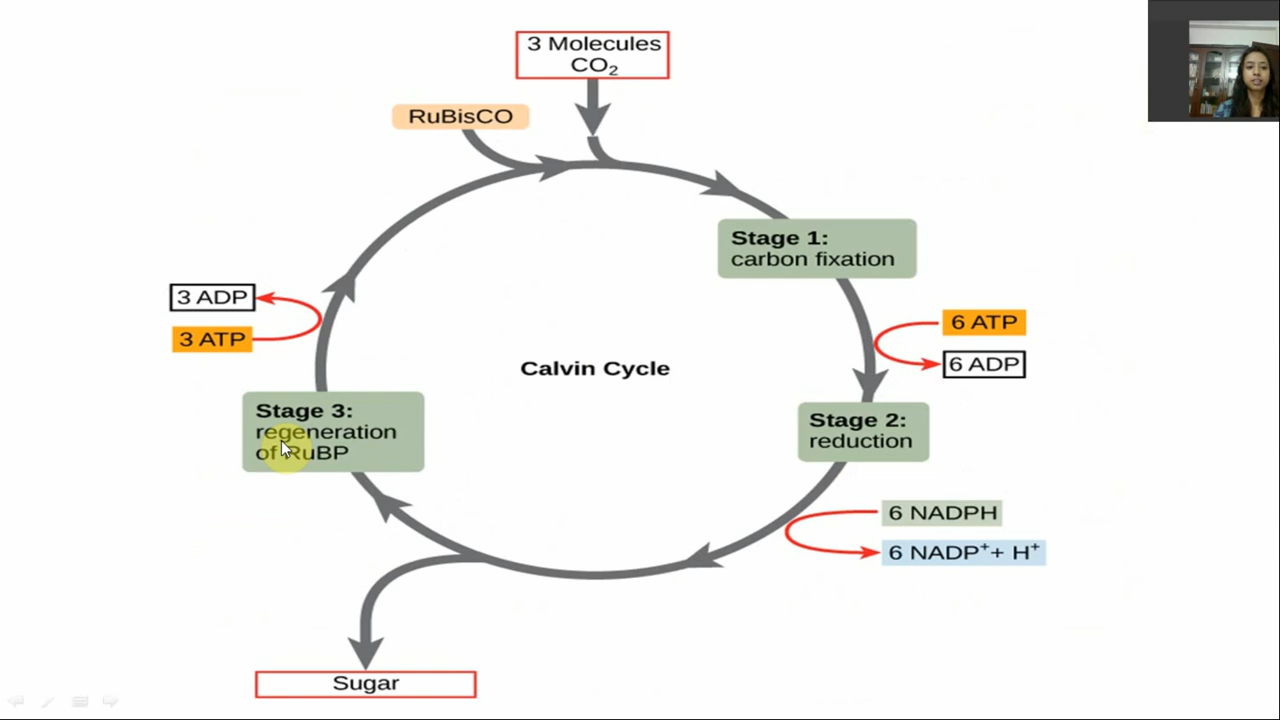 3 Molecules
CO₂
RuBisCO
Stage 1:
carbon fixation
3 ADP
3 ATP
6 ATP
6 ADP
Calvin Cycle
Stage 3:
regeneration
of RuBP
Stage 2:
reduction
6 NADPH
6 NADP⁺+ H⁺
Sugar